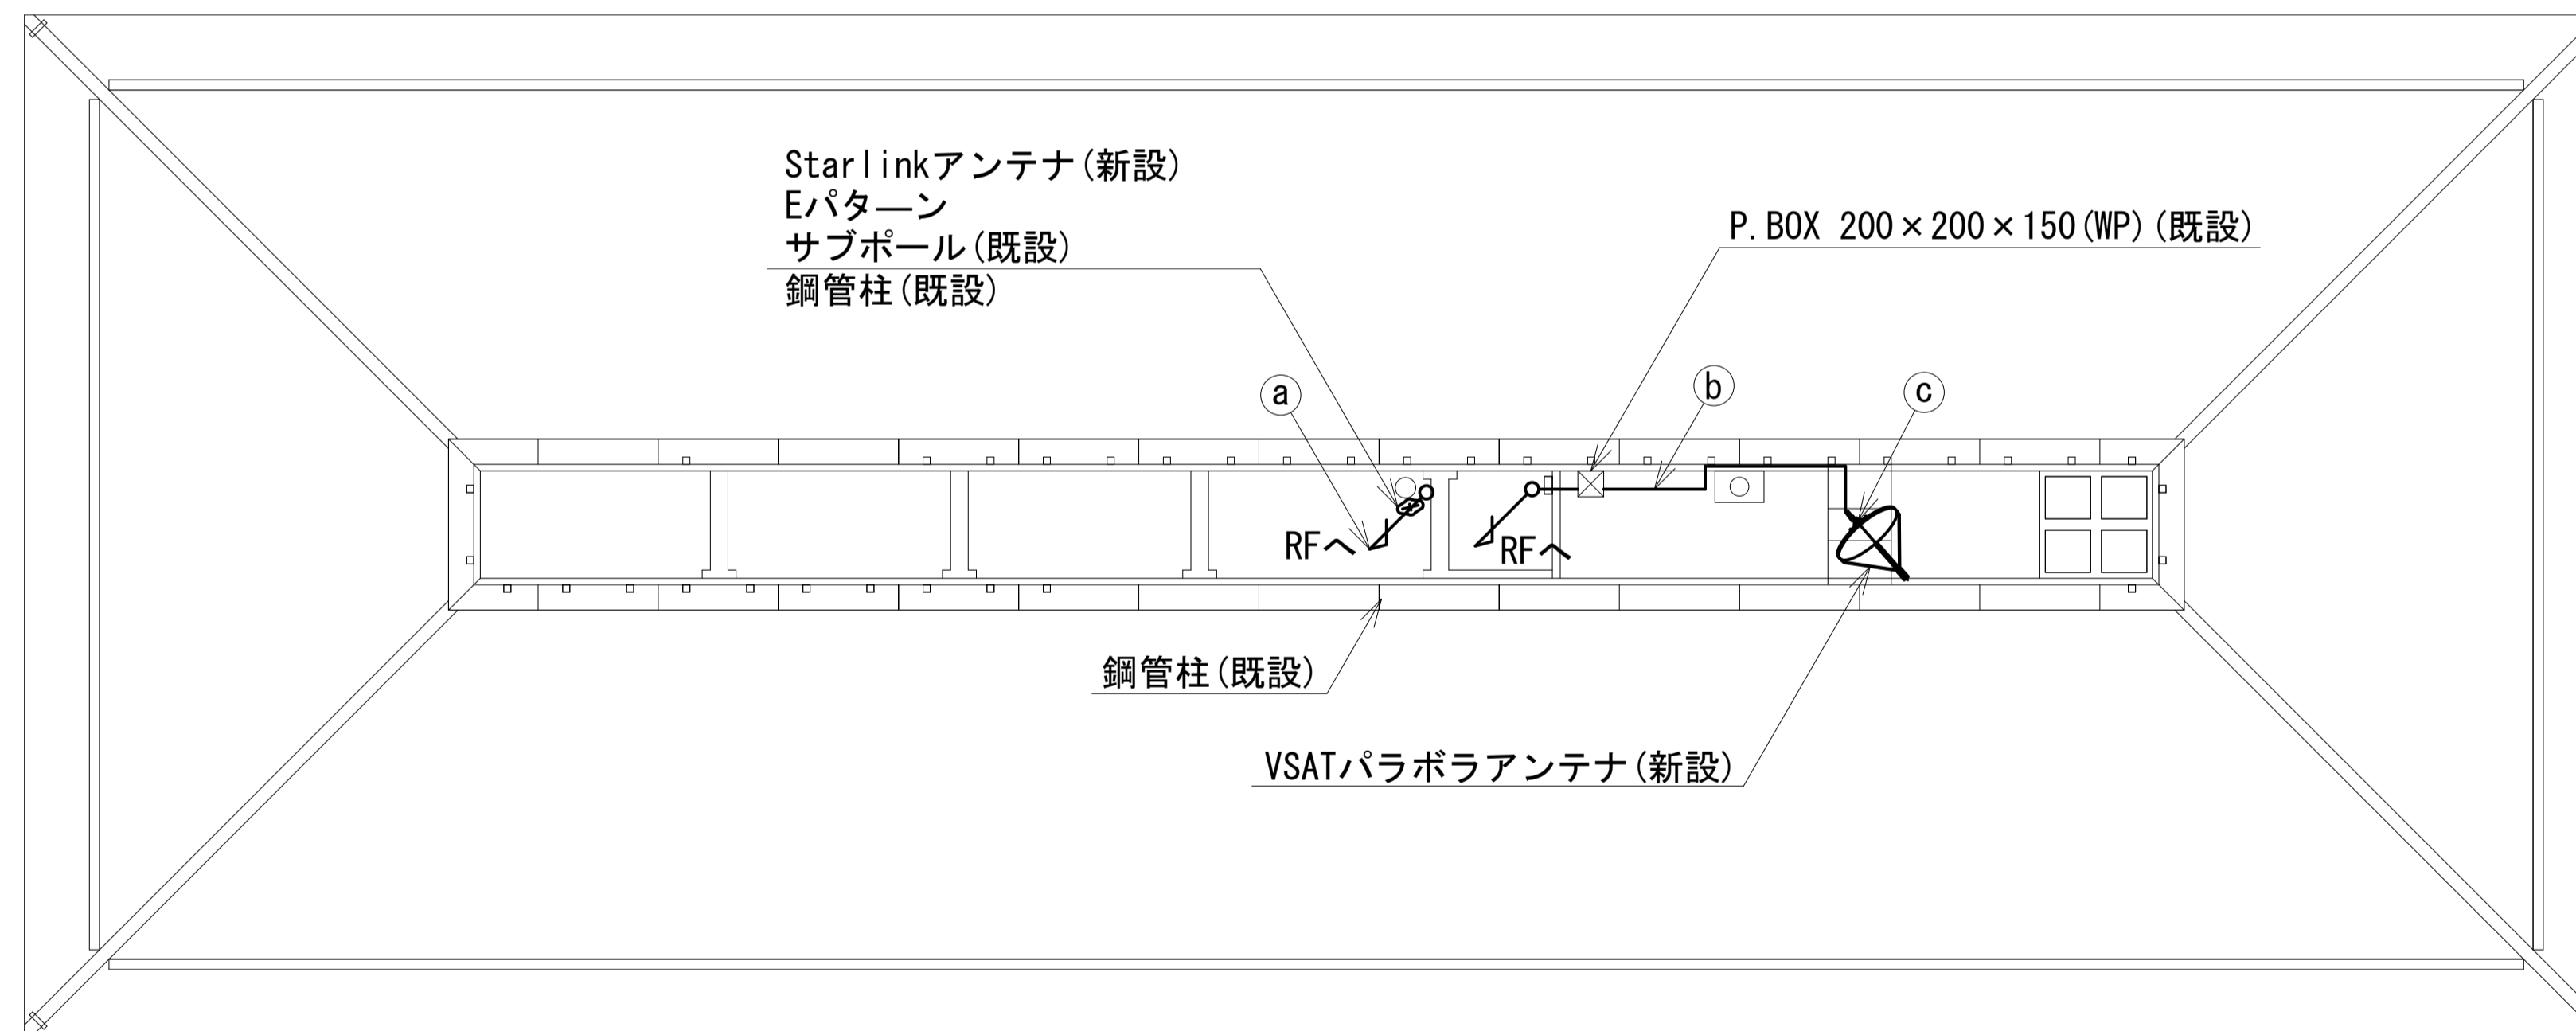 Starlinkアンテナ(新設)
Eパターン
サブポール(既設)
鋼管柱(既設)
P.BOX 200×200×150(WP)(既設)
a
b
c
RFへ
RFへ
鋼管柱(既設)
VSATパラボラアンテナ(新設)